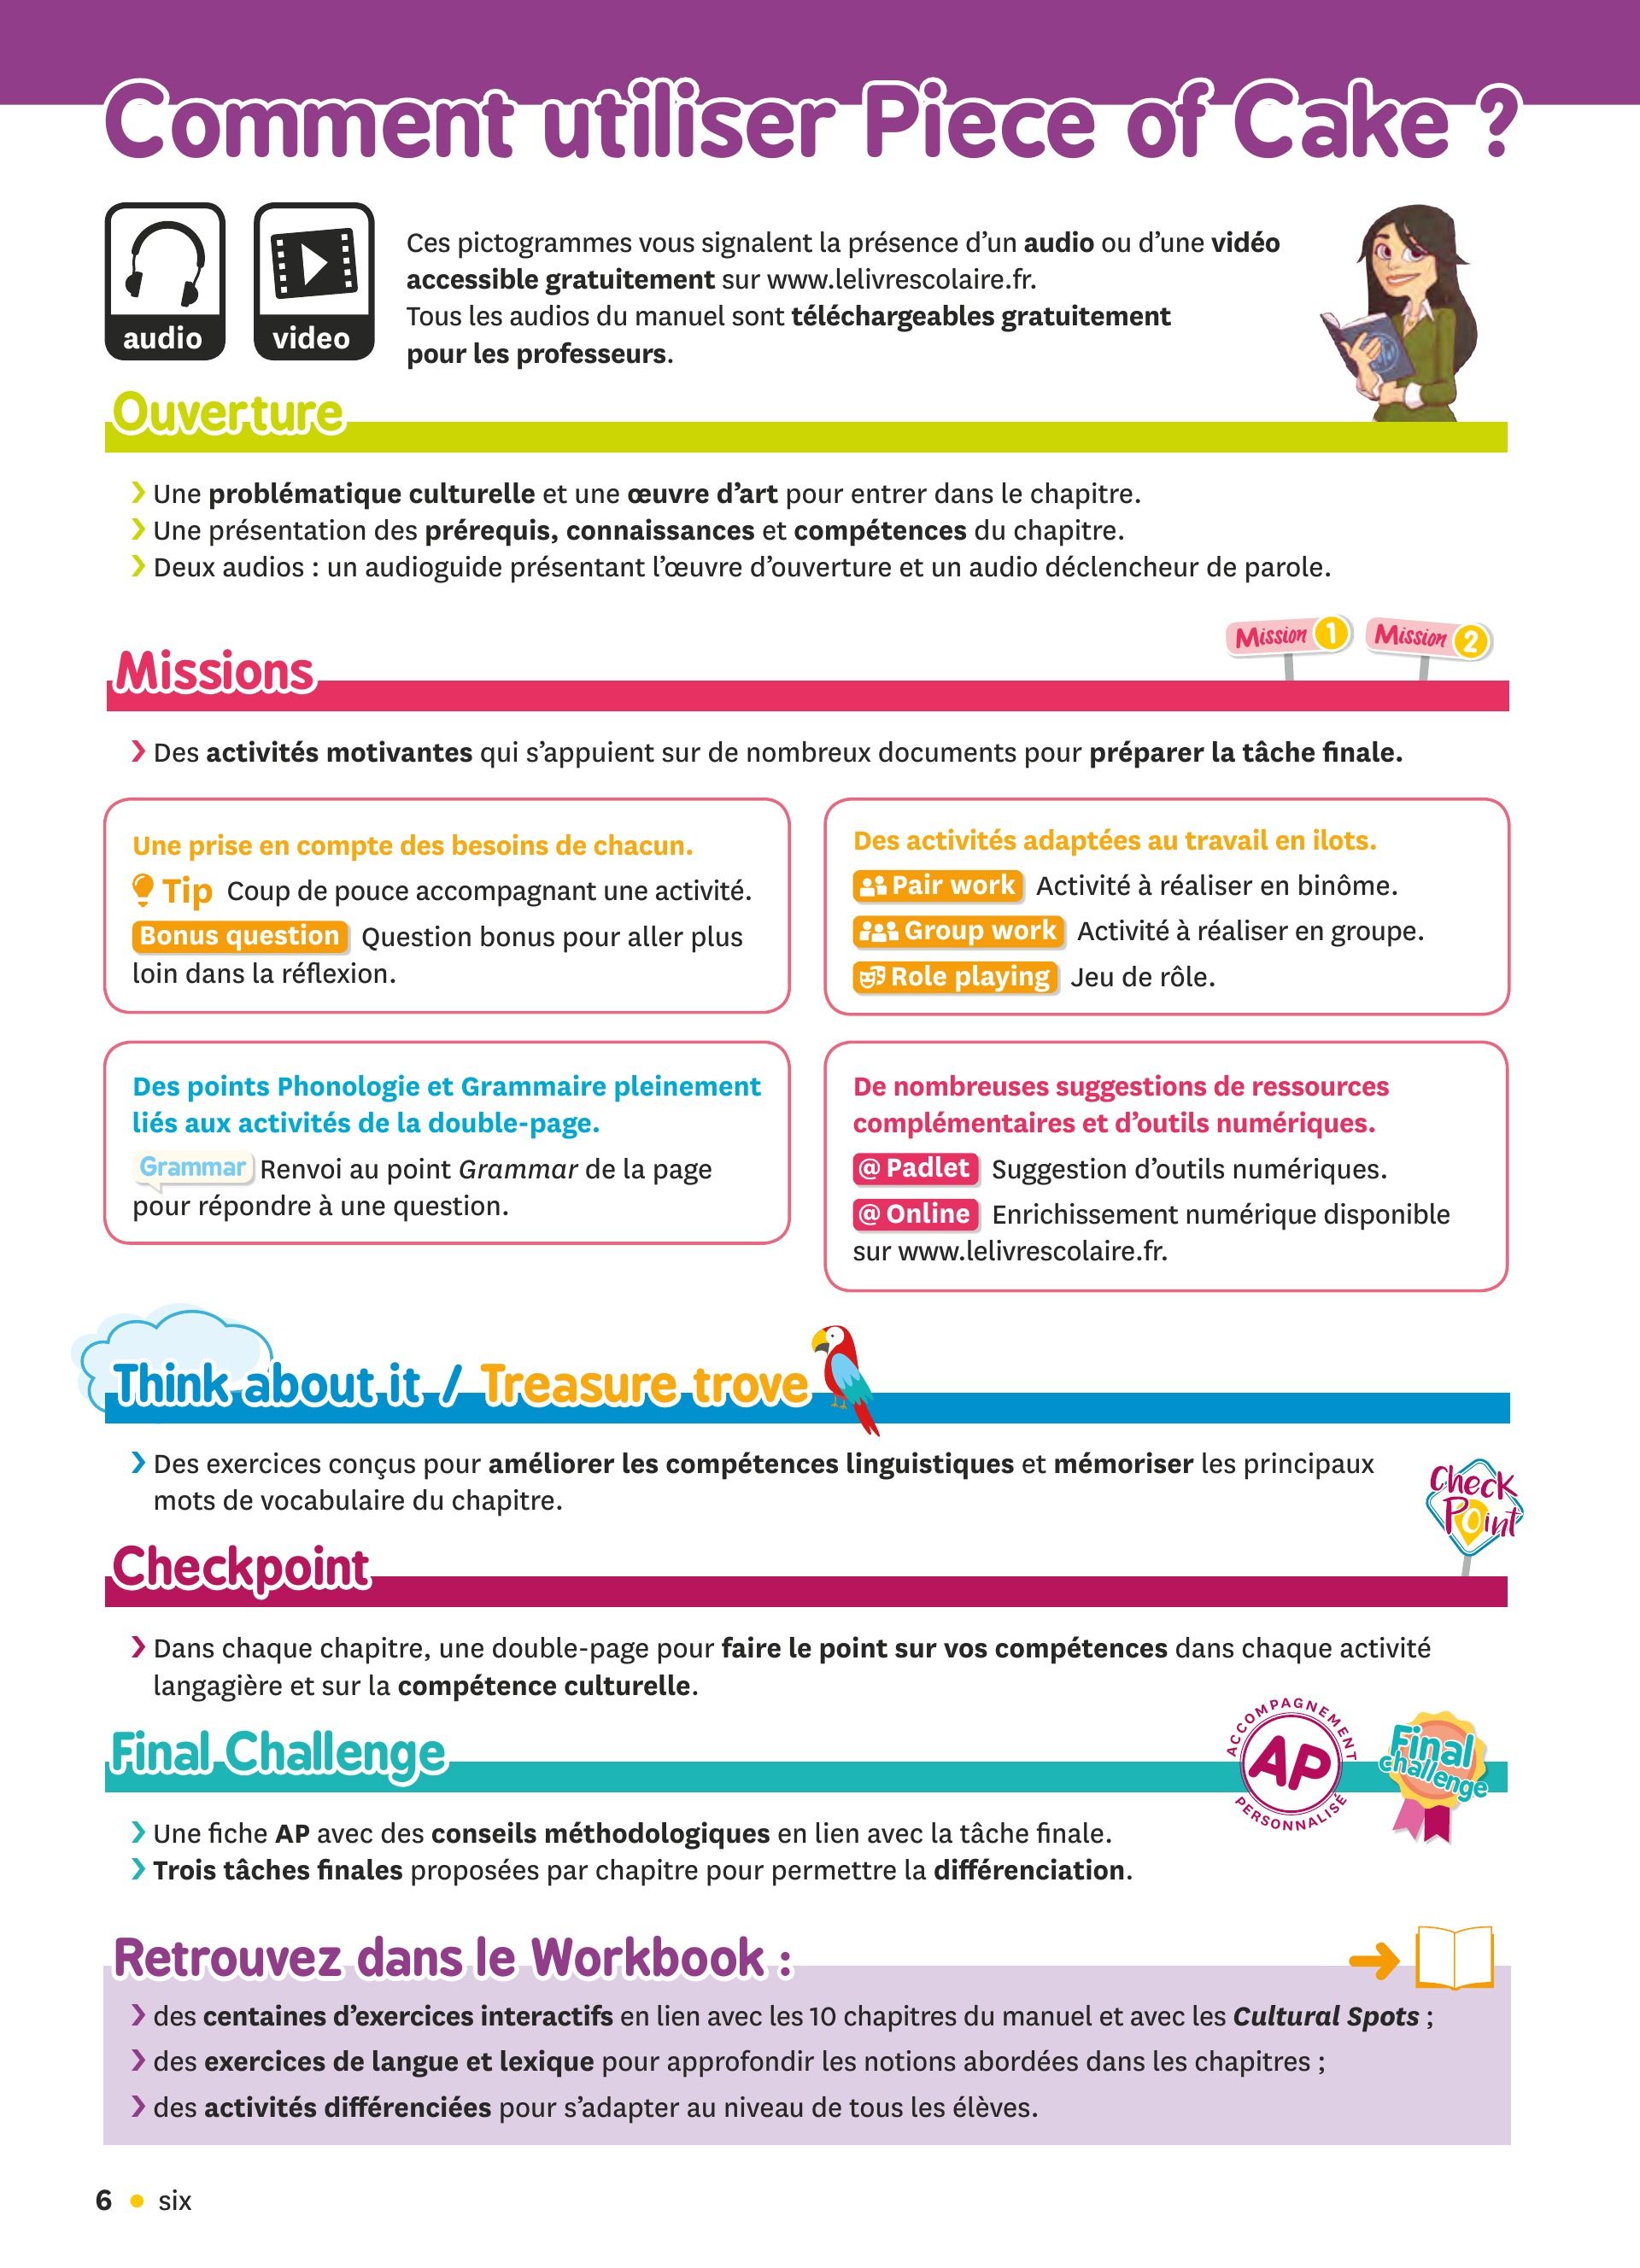 Comment utiliser Piece of Cake ?
audio
video
Ces pictogrammes vous signalent la présence d’un audio ou d’une vidéo
accessible gratuitement sur www.lelivrescolaire.fr.
Tous les audios du manuel sont téléchargeables gratuitement
pour les professeurs.
Ouverture
› Une problématique culturelle et une œuvre d’art pour entrer dans le chapitre.
› Une présentation des prérequis, connaissances et compétences du chapitre.
› Deux audios : un audioguide présentant l’œuvre d’ouverture et un audio déclencheur de parole.
Missions
Mission 1
Mission 2
› Des activités motivantes qui s’appuient sur de nombreux documents pour préparer la tâche finale.
Une prise en compte des besoins de chacun.
Tip Coup de pouce accompagnant une activité.
Bonus question Question bonus pour aller plus
loin dans la réflexion.
Des activités adaptées au travail en ilots.
Pair work Activité à réaliser en binôme.
Group work Activité à réaliser en groupe.
Role playing Jeu de rôle.
Des points Phonologie et Grammaire pleinement
liés aux activités de la double-page.
Grammar Renvoi au point Grammar de la page
pour répondre à une question.
De nombreuses suggestions de ressources
complémentaires et d’outils numériques.
@ Padlet Suggestion d’outils numériques.
@ Online Enrichissement numérique disponible
sur www.lelivrescolaire.fr.
Think about it / Treasure trove
› Des exercices conçus pour améliorer les compétences linguistiques et mémoriser les principaux
mots de vocabulaire du chapitre.
Check
Point
Checkpoint
› Dans chaque chapitre, une double-page pour faire le point sur vos compétences dans chaque activité
langagière et sur la compétence culturelle.
Final Challenge
ACCOMPAGNEMENT
AP
PERSONNALISÉ
Final
challenge
› Une fiche AP avec des conseils méthodologiques en lien avec la tâche finale.
› Trois tâches finales proposées par chapitre pour permettre la différenciation.
Retrouvez dans le Workbook :
› des centaines d’exercices interactifs en lien avec les 10 chapitres du manuel et avec les Cultural Spots ;
› des exercices de langue et lexique pour approfondir les notions abordées dans les chapitres ;
› des activités différenciées pour s’adapter au niveau de tous les élèves.
6 • six